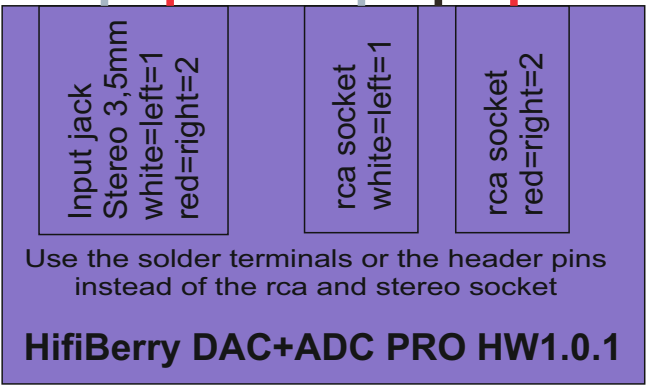 Input jack
Stereo 3,5mm
white=left=1
red=right=2
rca socket
white=left=1
rca socket
red=right=2
Use the solder terminals or the header pins
instead of the rca and stereo socket
HifiBerry DAC+ADC PRO HW1.0.1